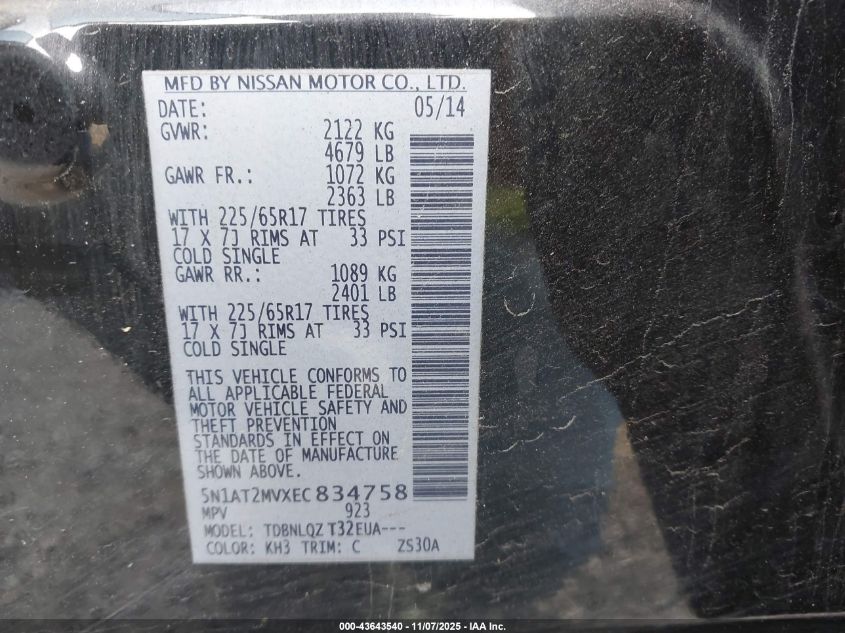 MFD BY NISSAN MOTOR CO., LTD.
DATE: 05/14
GVWR: 2122 KG
4679 LB
GAWR FR.: 1072 KG
2363 LB
WITH 225/65R17 TIRES
17 X 7J RIMS AT 33 PSI
COLD SINGLE
GAWR RR.: 1089 KG
2401 LB
WITH 225/65R17 TIRES
17 X 7J RIMS AT 33 PSI
COLD SINGLE
THIS VEHICLE CONFORMS TO
ALL APPLICABLE FEDERAL
MOTOR VEHICLE SAFETY AND
THEFT PREVENTION
STANDARDS IN EFFECT ON
THE DATE OF MANUFACTURE
SHOWN ABOVE.
5N1AT2MVXEC834758
MPV 923
MODEL: TDBNLQZ T32EUA---
COLOR: KH3 TRIM: C ZS30A
000-43643540 - 11/07/2025 - IAA Inc.